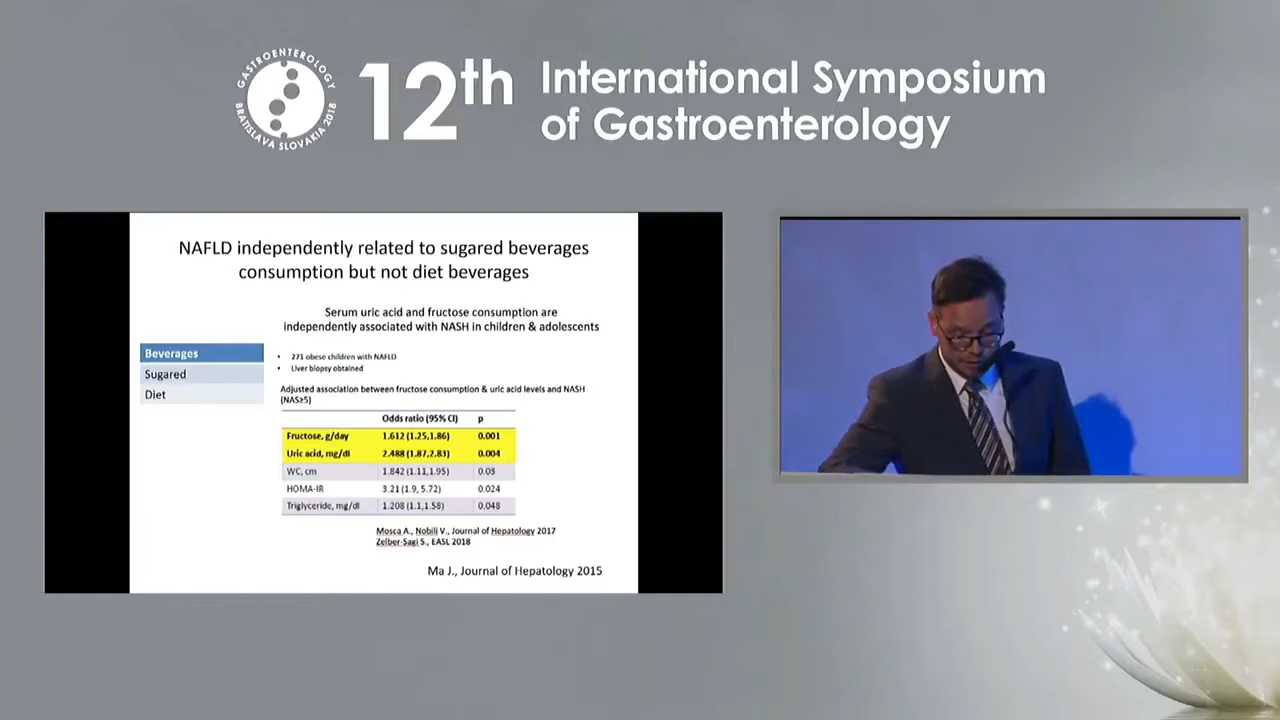 GASTROENTEROLOGY
BRATISLAVA SLOVAKIA 2018
12th
International Symposium
of Gastroenterology
NAFLD independently related to sugared beverages
consumption but not diet beverages
Serum uric acid and fructose consumption are
independently associated with NASH in children & adolescents
Beverages
Sugared
Diet
• 271 obese children with NAFLD
• Liver biopsy obtained
Adjusted association between fructose consumption & uric acid levels and NASH
(NAS≥5)
Odds ratio (95% CI) p
Fructose, g/day 1.612 (1.25,1.86) 0.001
Uric acid, mg/dl 2.488 (1.87,2.83) 0.004
WC, cm 1.842 (1.11,1.95) 0.03
HOMA-IR 3.21 (1.9, 5.72) 0.024
Triglyceride, mg/dl 1.208 (1.1,1.58) 0.048
Mosca A., Nobili V., Journal of Hepatology 2017
Zelber-Sagi S., EASL 2018
Ma J., Journal of Hepatology 2015